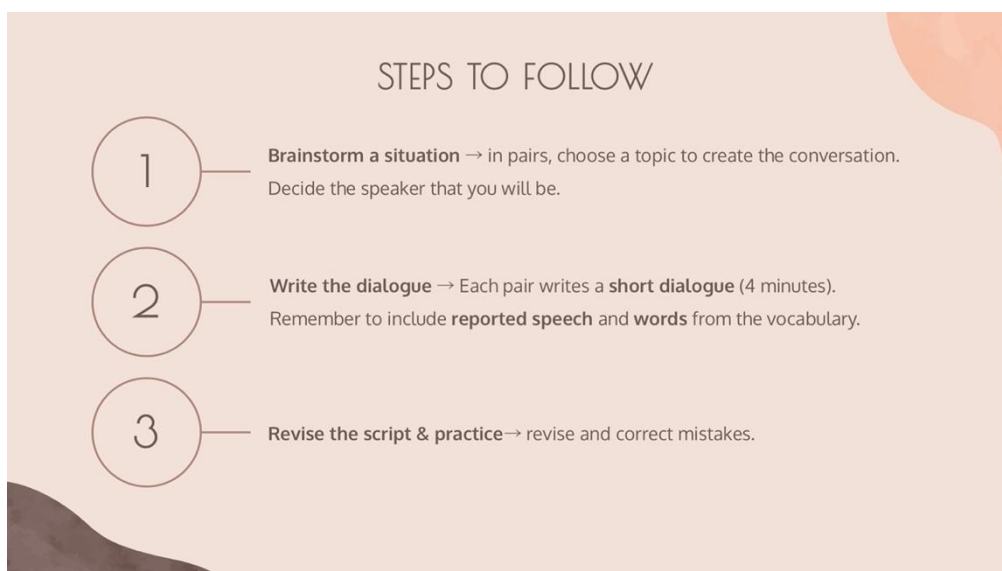 STEPS TO FOLLOW
1
Brainstorm a situation → in pairs, choose a topic to create the conversation.
Decide the speaker that you will be.
2
Write the dialogue → Each pair writes a short dialogue (4 minutes).
Remember to include reported speech and words from the vocabulary.
3
Revise the script & practice→ revise and correct mistakes.